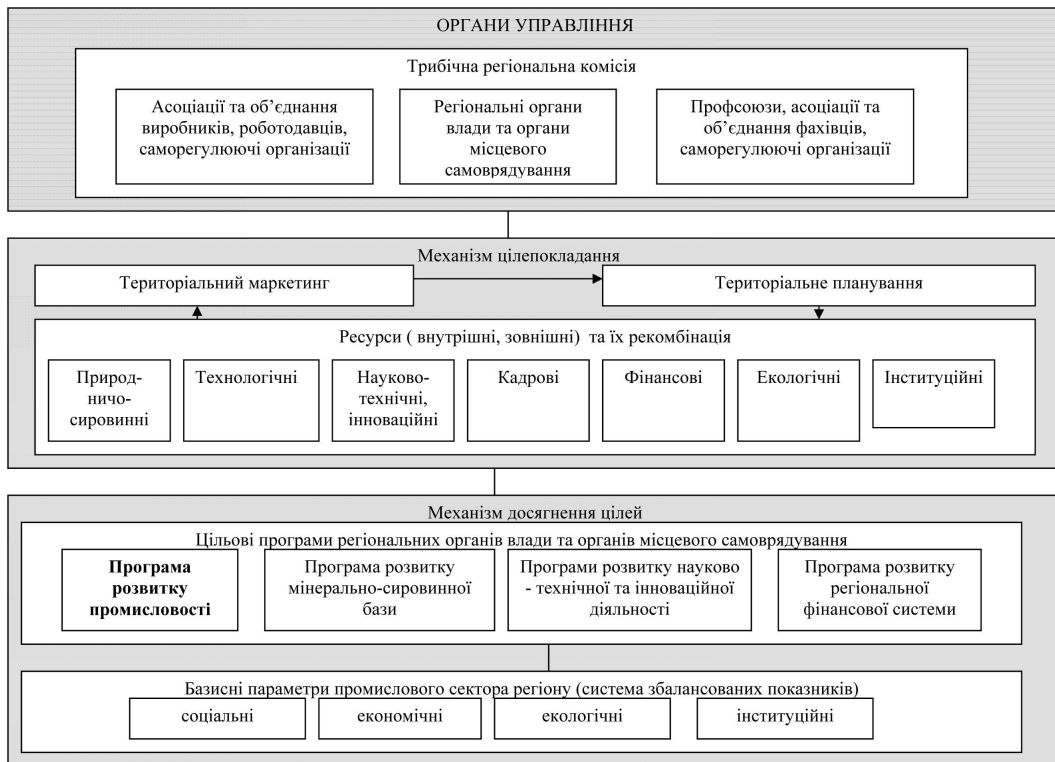 ОРГАНИ УПРАВЛІННЯ
Трибічна регіональна комісія
Асоціації та об’єднання
виробників, роботодавців,
саморегулюючі організації
Регіональні органи
влади та органи
місцевого
самоврядування
Профсоюзи, асоціації та
об’єднання фахівців,
саморегулюючі організації
Механізм цілепокладання
Територіальний маркетинг
Територіальне планування
Ресурси ( внутрішні, зовнішні) та їх рекомбінація
Природ-
ничо-
сировинні
Технологічні
Науково-
технічні,
інноваційні
Кадрові
Фінансові
Екологічні
Інституційні
Механізм досягнення цілей
Цільові програми регіональних органів влади та органів місцевого самоврядування
Програма
розвитку
промисловості
Програма розвитку
мінерально-сировинної
бази
Програми розвитку науково
- технічної та інноваційної
діяльності
Програма розвитку
регіональної
фінансової системи
Базисні параметри промислового сектора регіону (система збалансованих показників)
соціальні
економічні
екологічні
інституційні